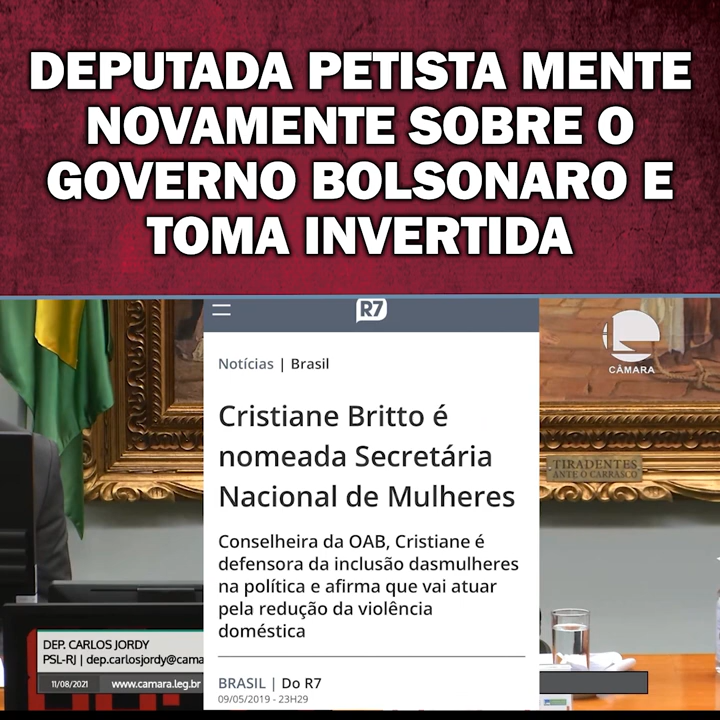 DEPUTADA PETISTA MENTE
NOVAMENTE SOBRE O
GOVERNO BOLSONARO E
TOMA INVERTIDA
R7
CÂMARA
Notícias | Brasil
Cristiane Britto é
nomeada Secretária
Nacional de Mulheres
TIRADENTES
ANTE O CARRASCO
Conselheira da OAB, Cristiane é
defensora da inclusão dasmulheres
na política e afirma que vai atuar
pela redução da violência
doméstica
DEP. CARLOS JORDY
PSL-RJ | dep.carlosjordy@cama
11/08/2021 www.camara.leg.br
BRASIL | Do R7
09/05/2019 - 23H29